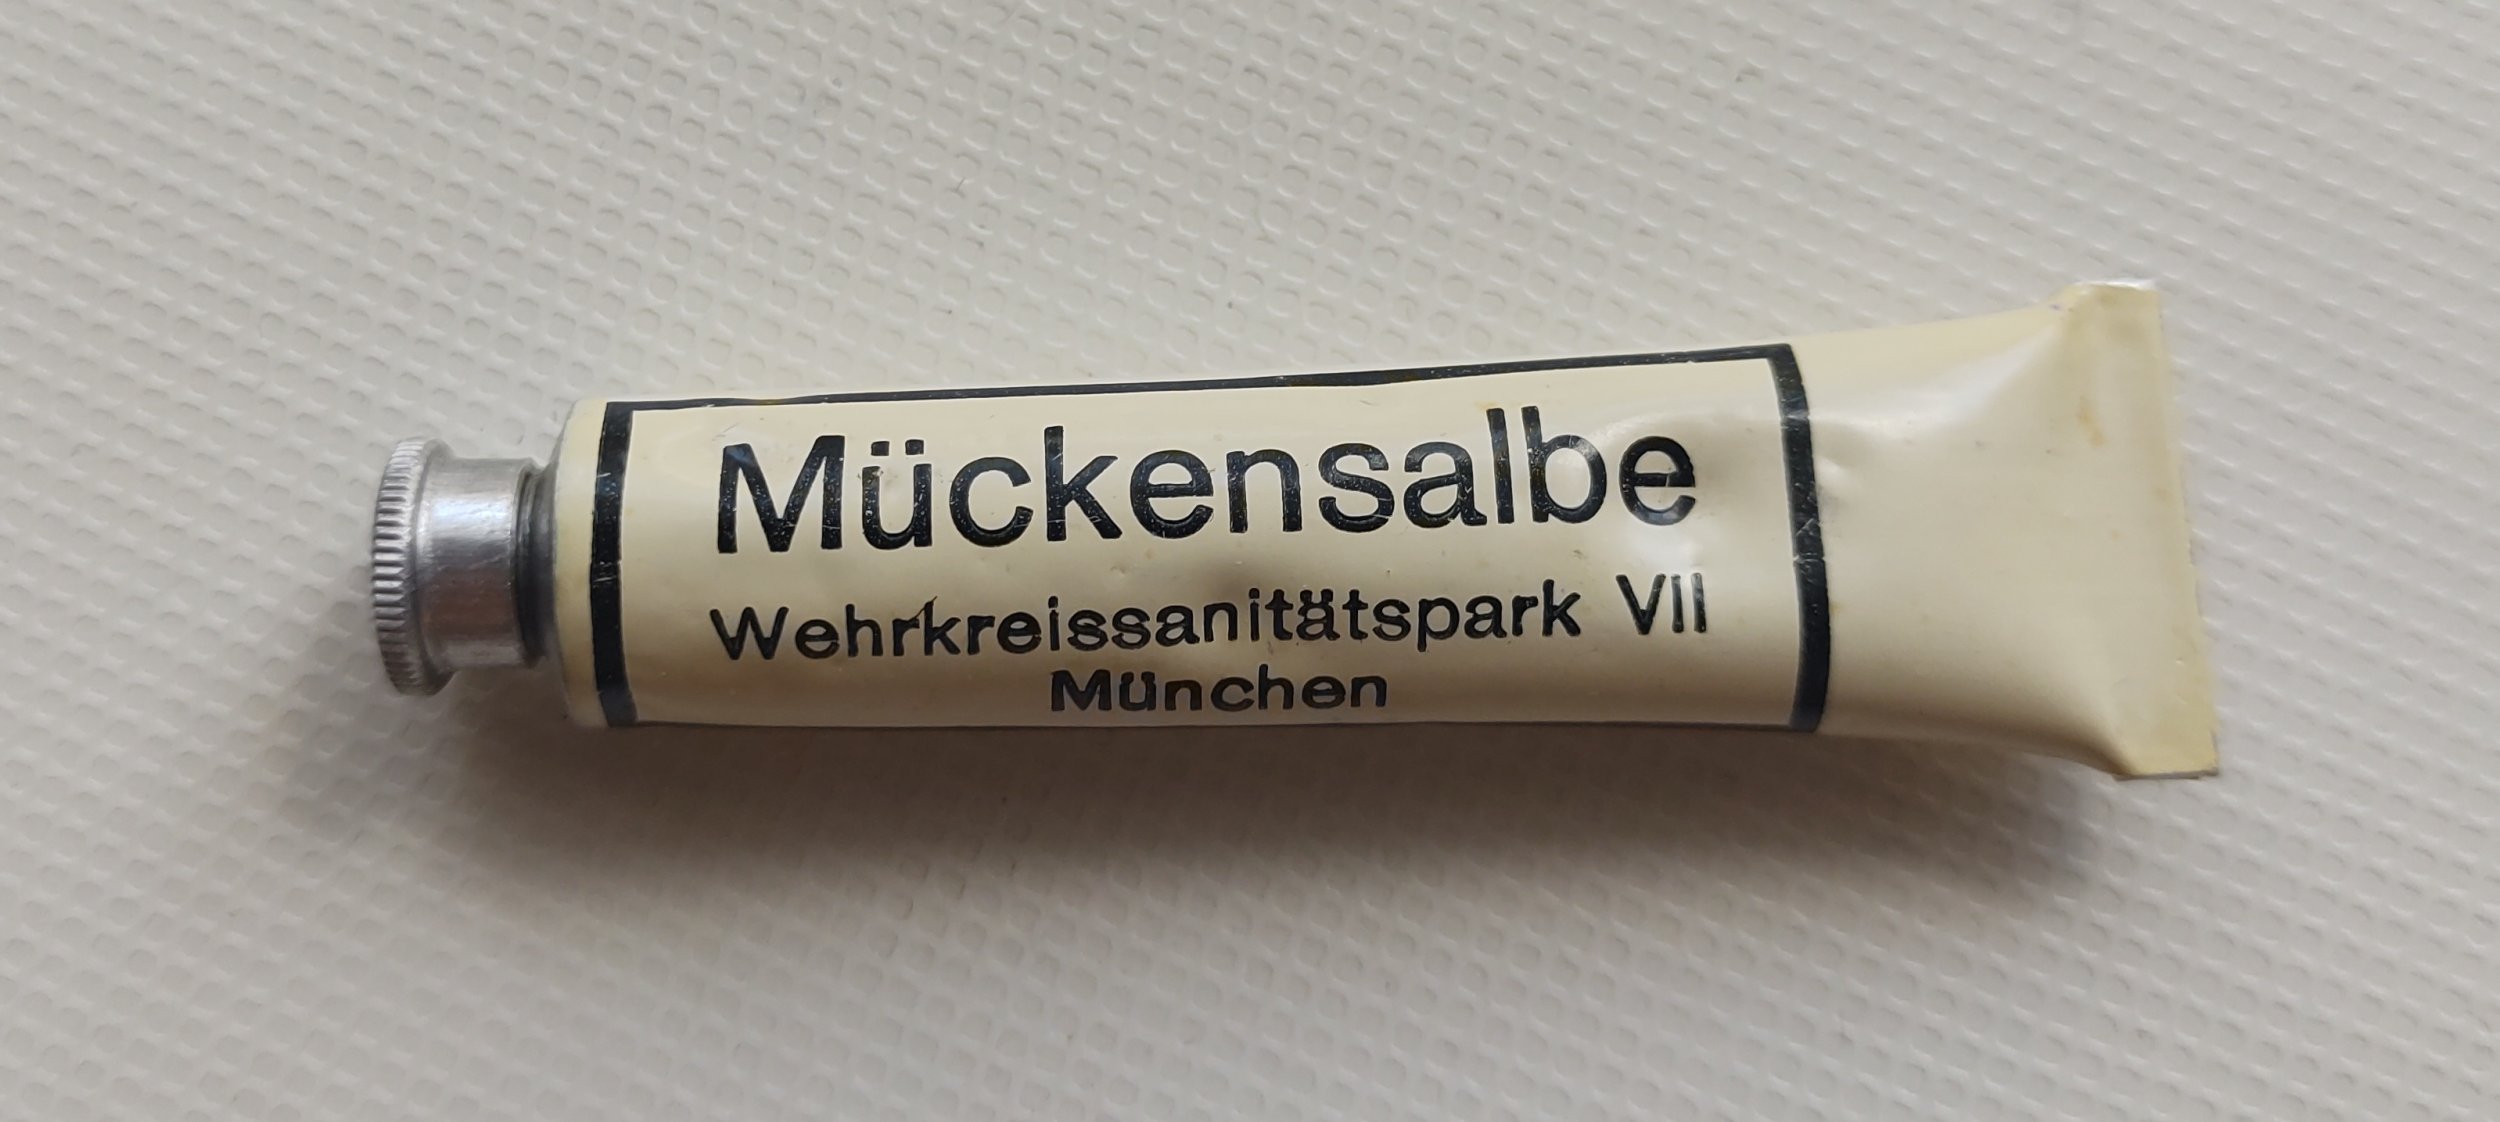 Mückensalbe
Wehrkreissanitätspark VII
München